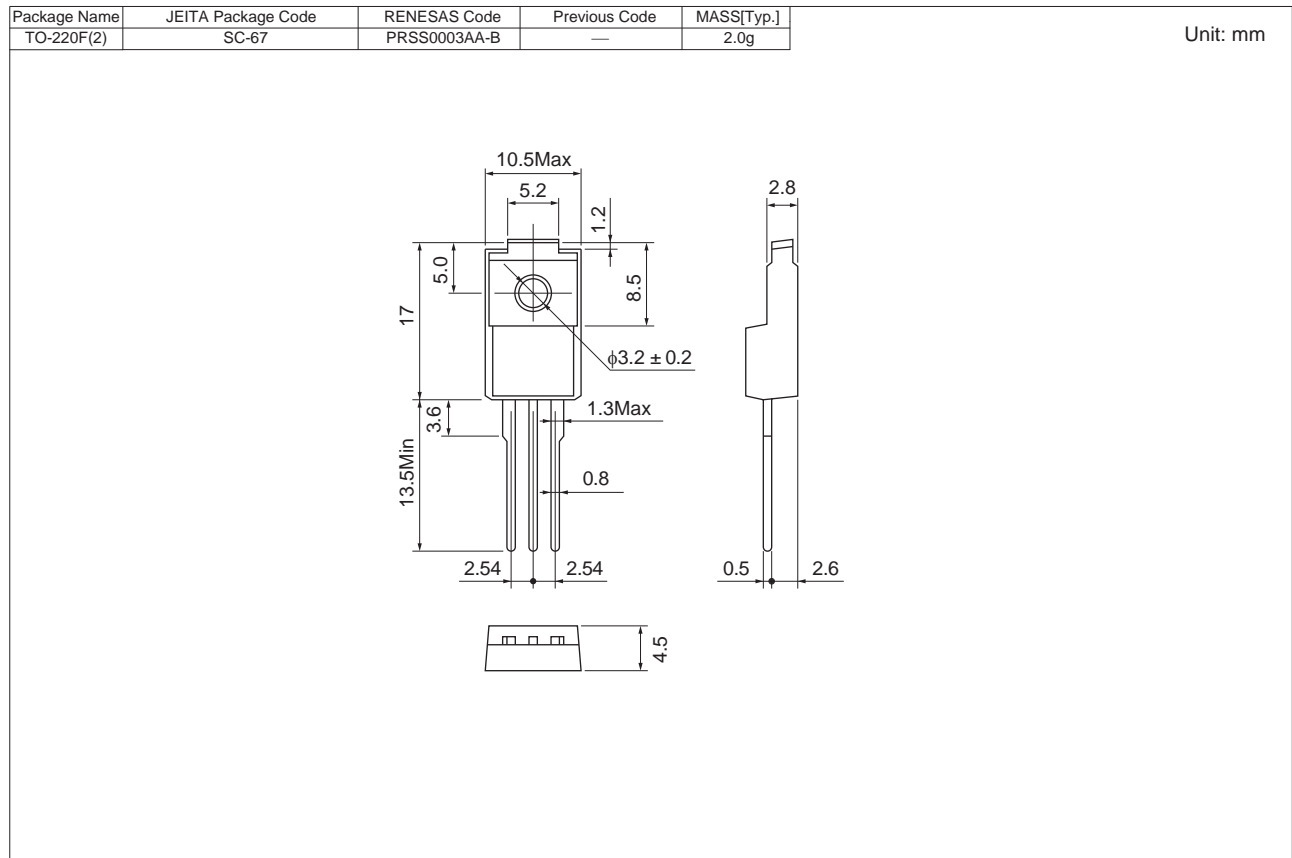 Package Name JEITA Package Code RENESAS Code Previous Code MASS[Typ.]
TO-220F(2) SC-67 PRSS0003AA-B — 2.0g
Unit: mm
10.5Max
5.2
1.2
2.8
5.0
8.5
17
ϕ3.2 ± 0.2
3.6
1.3Max
13.5Min
0.8
2.54 2.54
0.5 2.6
4.5